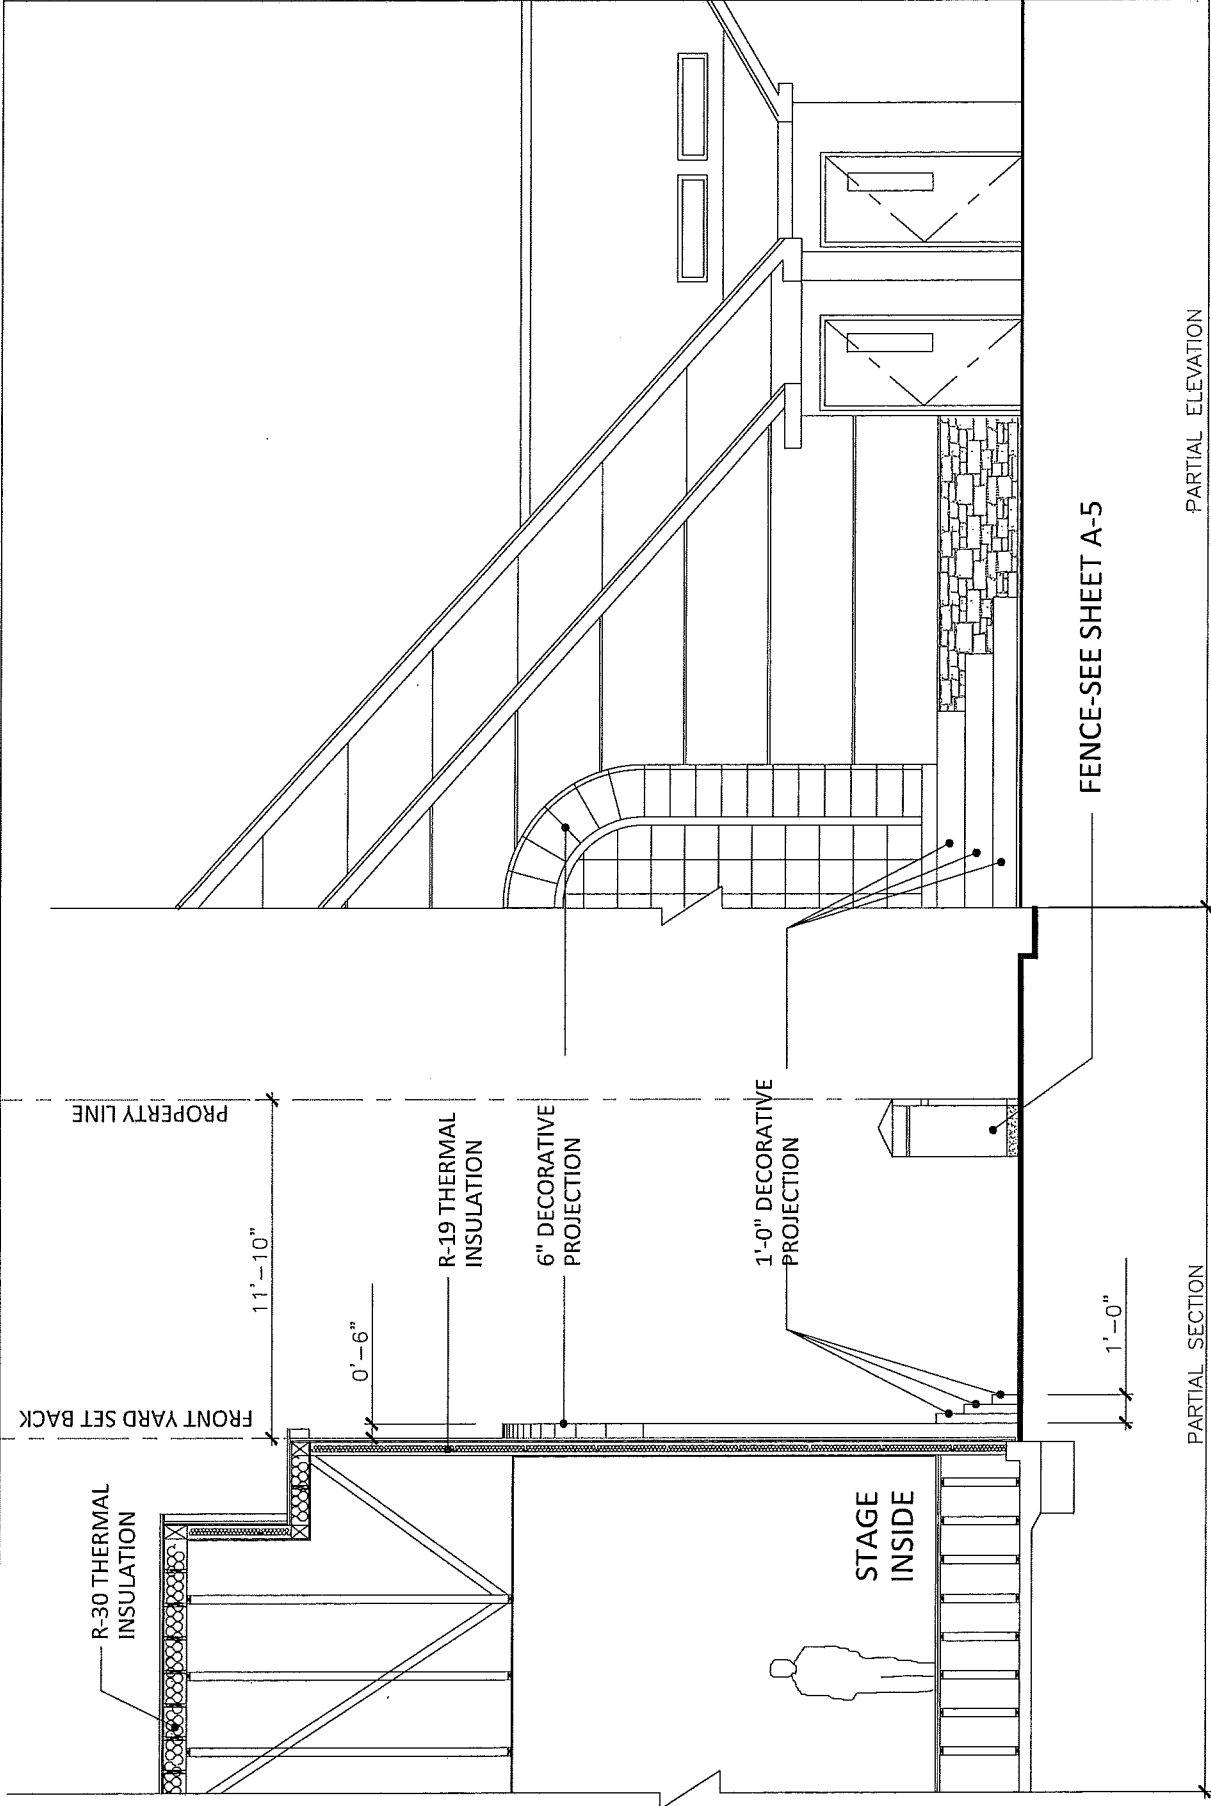 FRONT YARD SET BACK
PROPERTY LINE
11'-10"
R-30 THERMAL
INSULATION
0'-6"
R-19 THERMAL
INSULATION
6" DECORATIVE
PROJECTION
1'-0" DECORATIVE
PROJECTION
STAGE
INSIDE
FENCE-SEE SHEET A-5
1'-0"
PARTIAL SECTION
PARTIAL ELEVATION